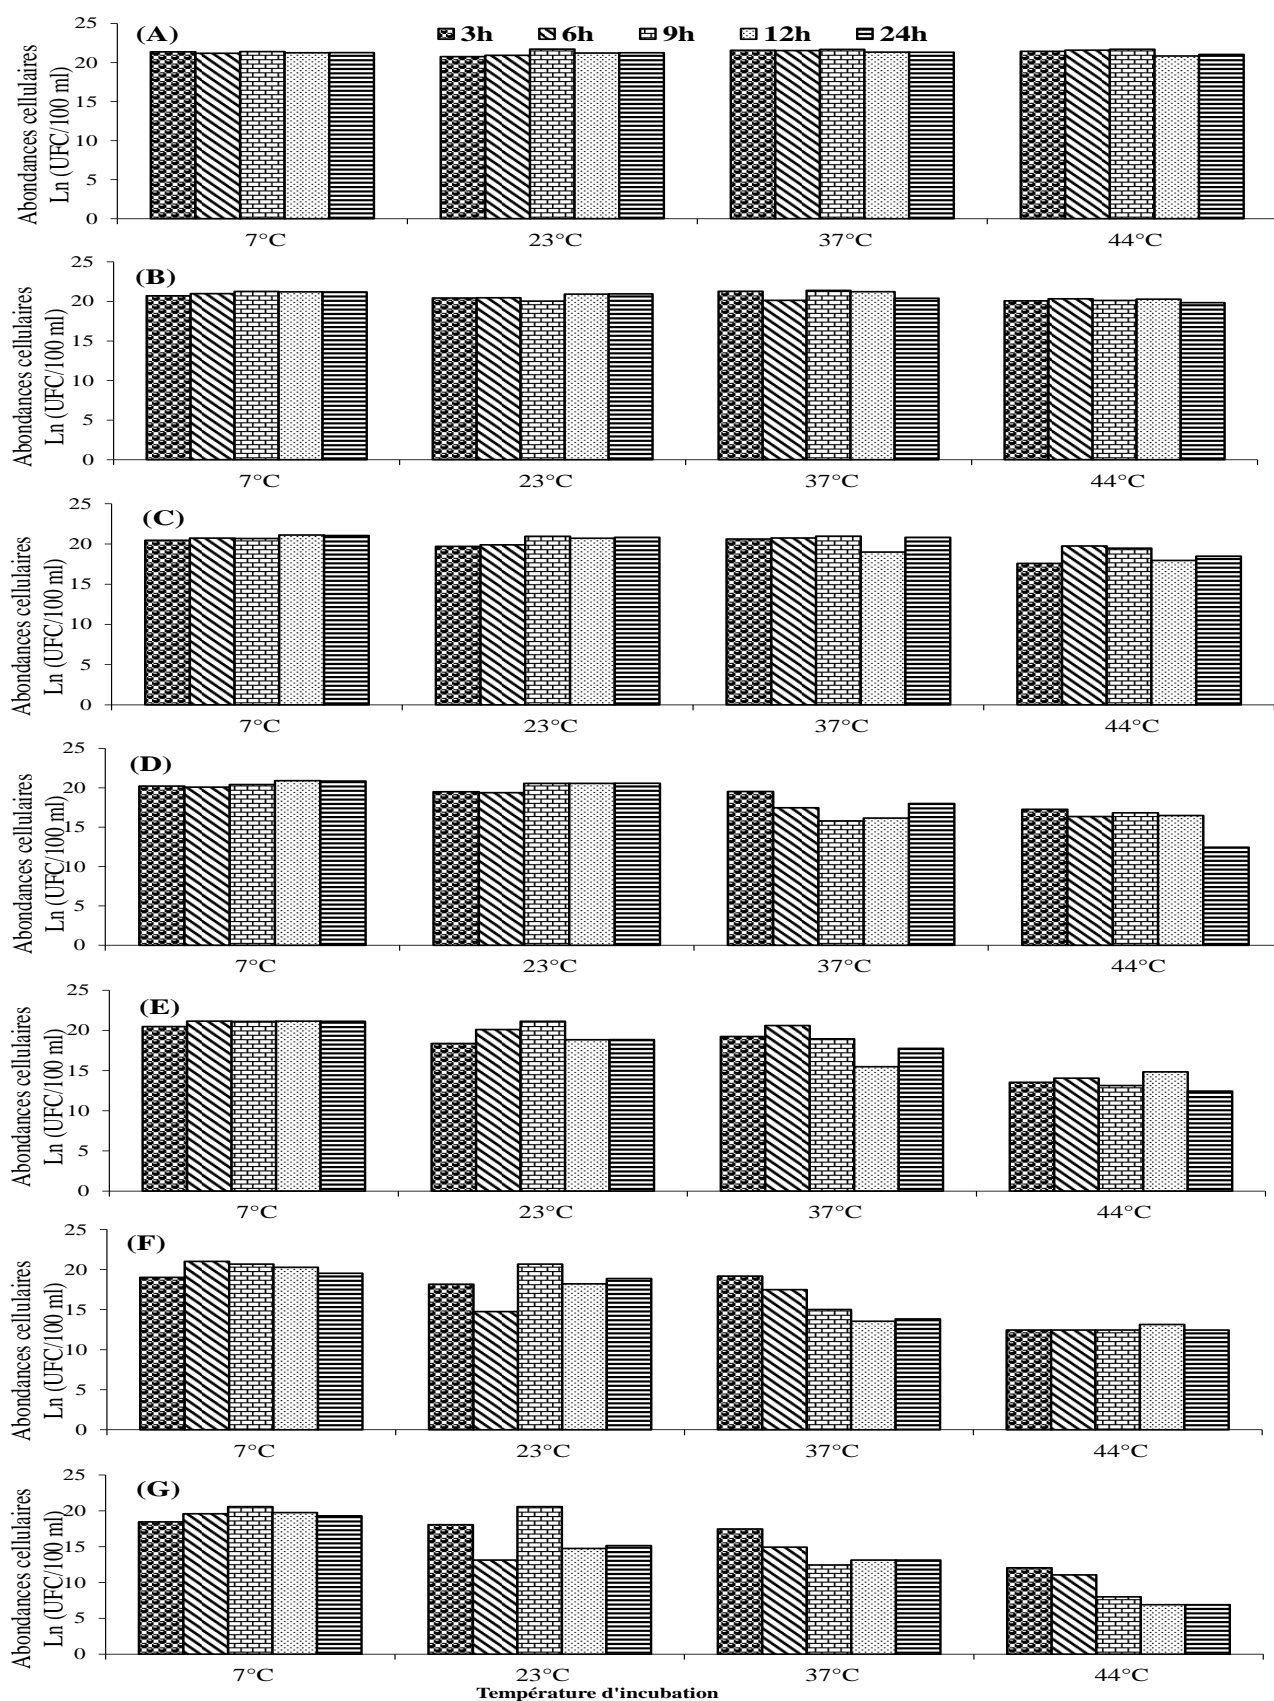 (A) 3h 6h 9h 12h 24h
Abondances cellulaires
Ln (UFC/100 ml)
25
20
15
10
5
0
7°C 23°C 37°C 44°C
(B)
Abondances cellulaires
Ln (UFC/100 ml)
25
20
15
10
5
0
7°C 23°C 37°C 44°C
(C)
Abondances cellulaires
Ln (UFC/100 ml)
25
20
15
10
5
0
7°C 23°C 37°C 44°C
(D)
Abondances cellulaires
Ln (UFC/100 ml)
25
20
15
10
5
0
7°C 23°C 37°C 44°C
(E)
Abondances cellulaires
Ln (UFC/100 ml)
25
20
15
10
5
0
7°C 23°C 37°C 44°C
(F)
Abondances cellulaires
Ln (UFC/100 ml)
25
20
15
10
5
0
7°C 23°C 37°C 44°C
(G)
Abondances cellulaires
Ln (UFC/100 ml)
25
20
15
10
5
0
7°C 23°C 37°C 44°C
Température d'incubation